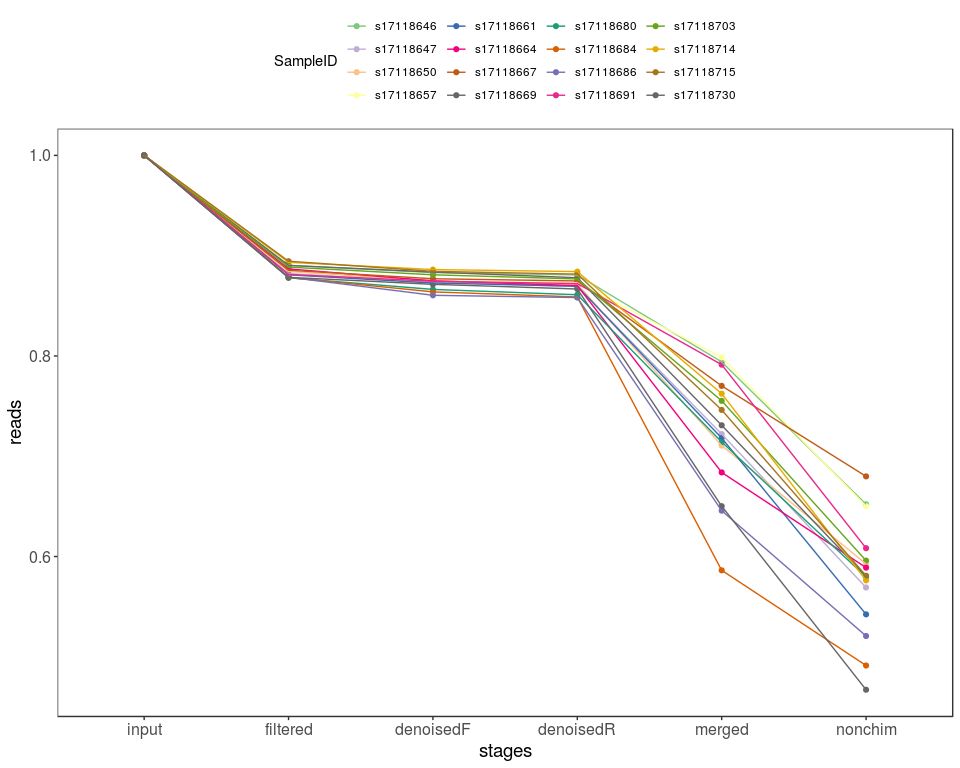 s17118646 s17118661 s17118680 s17118703
s17118647 s17118664 s17118684 s17118714
SampleID
s17118650 s17118667 s17118686 s17118715
s17118657 s17118669 s17118691 s17118730
1.0
0.8
reads
0.6
input filtered denoisedF denoisedR merged nonchim
stages